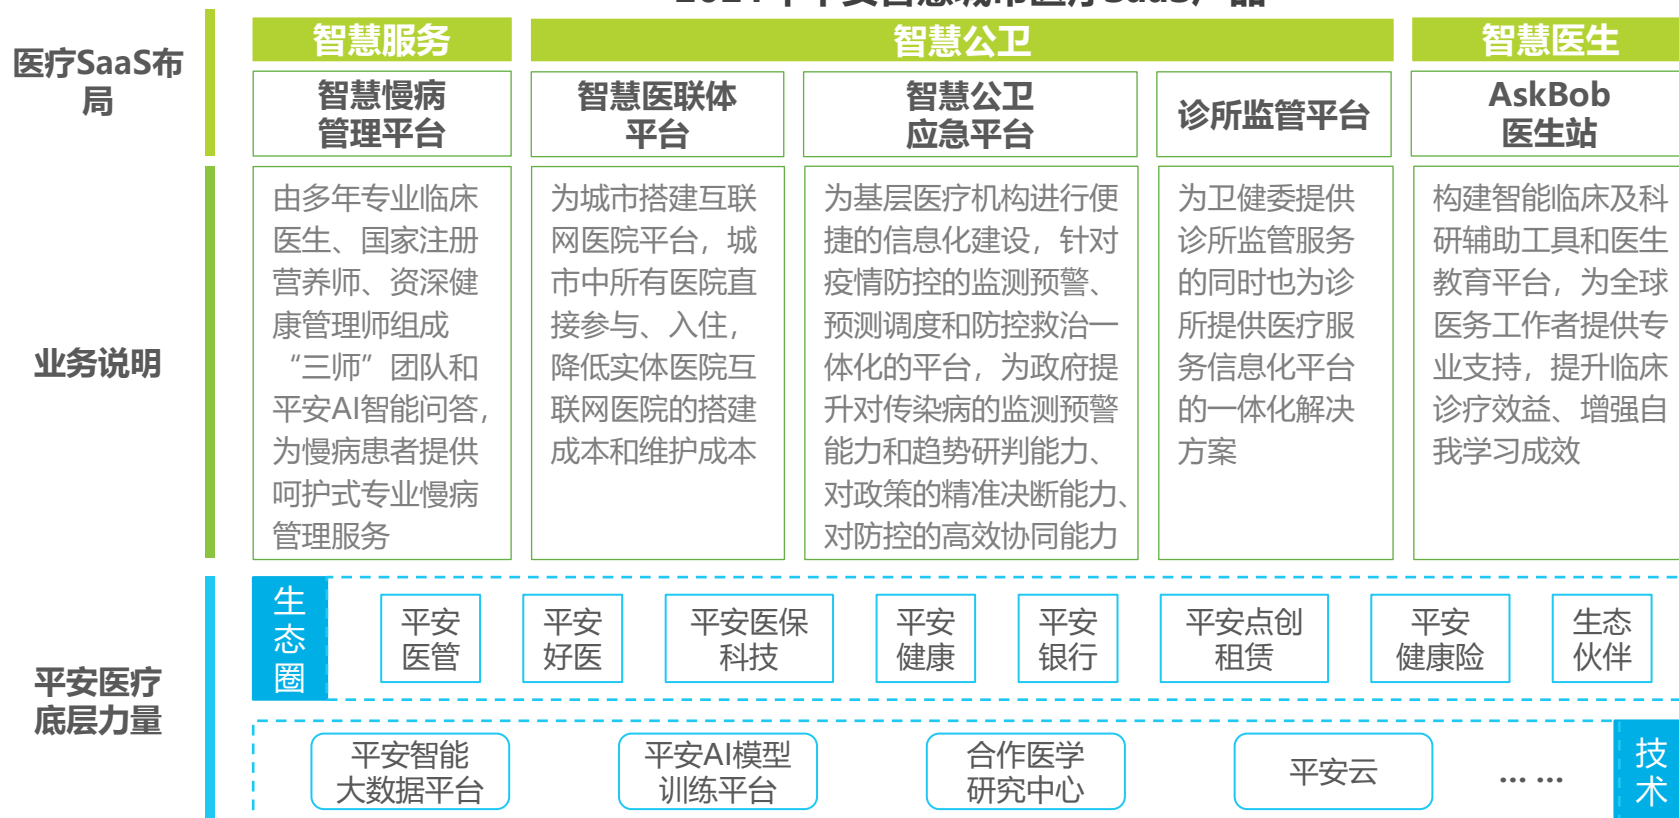 医疗SaaS布
局
智慧服务
智慧公卫
智慧医生
智慧慢病
管理平台
智慧医联体
平台
智慧公卫
应急平台
诊所监管平台
AskBob
医生站
业务说明
由多年专业临床
医生、国家注册
营养师、资深健
康管理师组成
“三师”团队和
平安AI智能问答,
为慢病患者提供
呵护式专业慢病
管理服务
为城市搭建互联
网医院平台，城
市中所有医院直
接参与、入住，
降低实体医院互
联网医院的搭建
成本和维护成本
为基层医疗机构进行便
捷的信息化建设，针对
疫情防控的监测预警、
预测调度和防控救治一
体化的平台，为政府提
升对传染病的监测预警
能力和趋势研判能力、
对政策的精准决断能力、
对防控的高效协同能力
为卫健委提供
诊所监管服务
的同时也为诊
所提供医疗服
务信息化平台
的一体化解决
方案
构建智能临床及科
研辅助工具和医生
教育平台，为全球
医务工作者提供专
业支持，提升临床
诊疗效益、增强自
我学习成效
平安医疗
底层力量
生
态
圈
平安
医管
平安
好医
平安医保
科技
平安
健康
平安
银行
平安点创
租赁
平安
健康险
生态
伙伴
平安智能
大数据平台
平安AI模型
训练平台
合作医学
研究中心
平安云
... ...
技
术